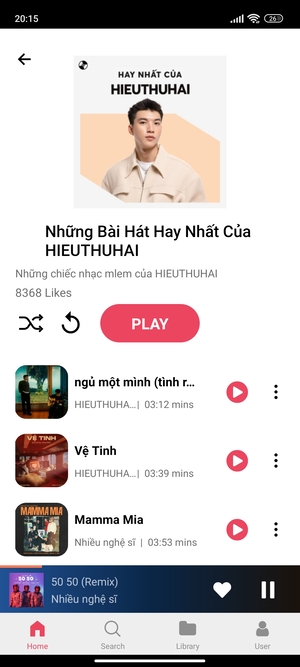 20:15
26
HAY NHẤT CỦA
HIEUTHUHAI
Những Bài Hát Hay Nhất Của
HIEUTHUHAI
Những chiếc nhạc mlem của HIEUTHUHAI
8368 Likes
PLAY
ngủ một mình (tình r...
HIEUTHUHA...| 03:12 mins
VỆ TINH
Vệ Tinh
HIEUTHUHA...| 03:39 mins
MAMMA MIA
Mamma Mia
Nhiều nghệ sĩ | 03:53 mins
50 50
50 50 (Remix)
Nhiều nghệ sĩ
Home
Search
Library
User